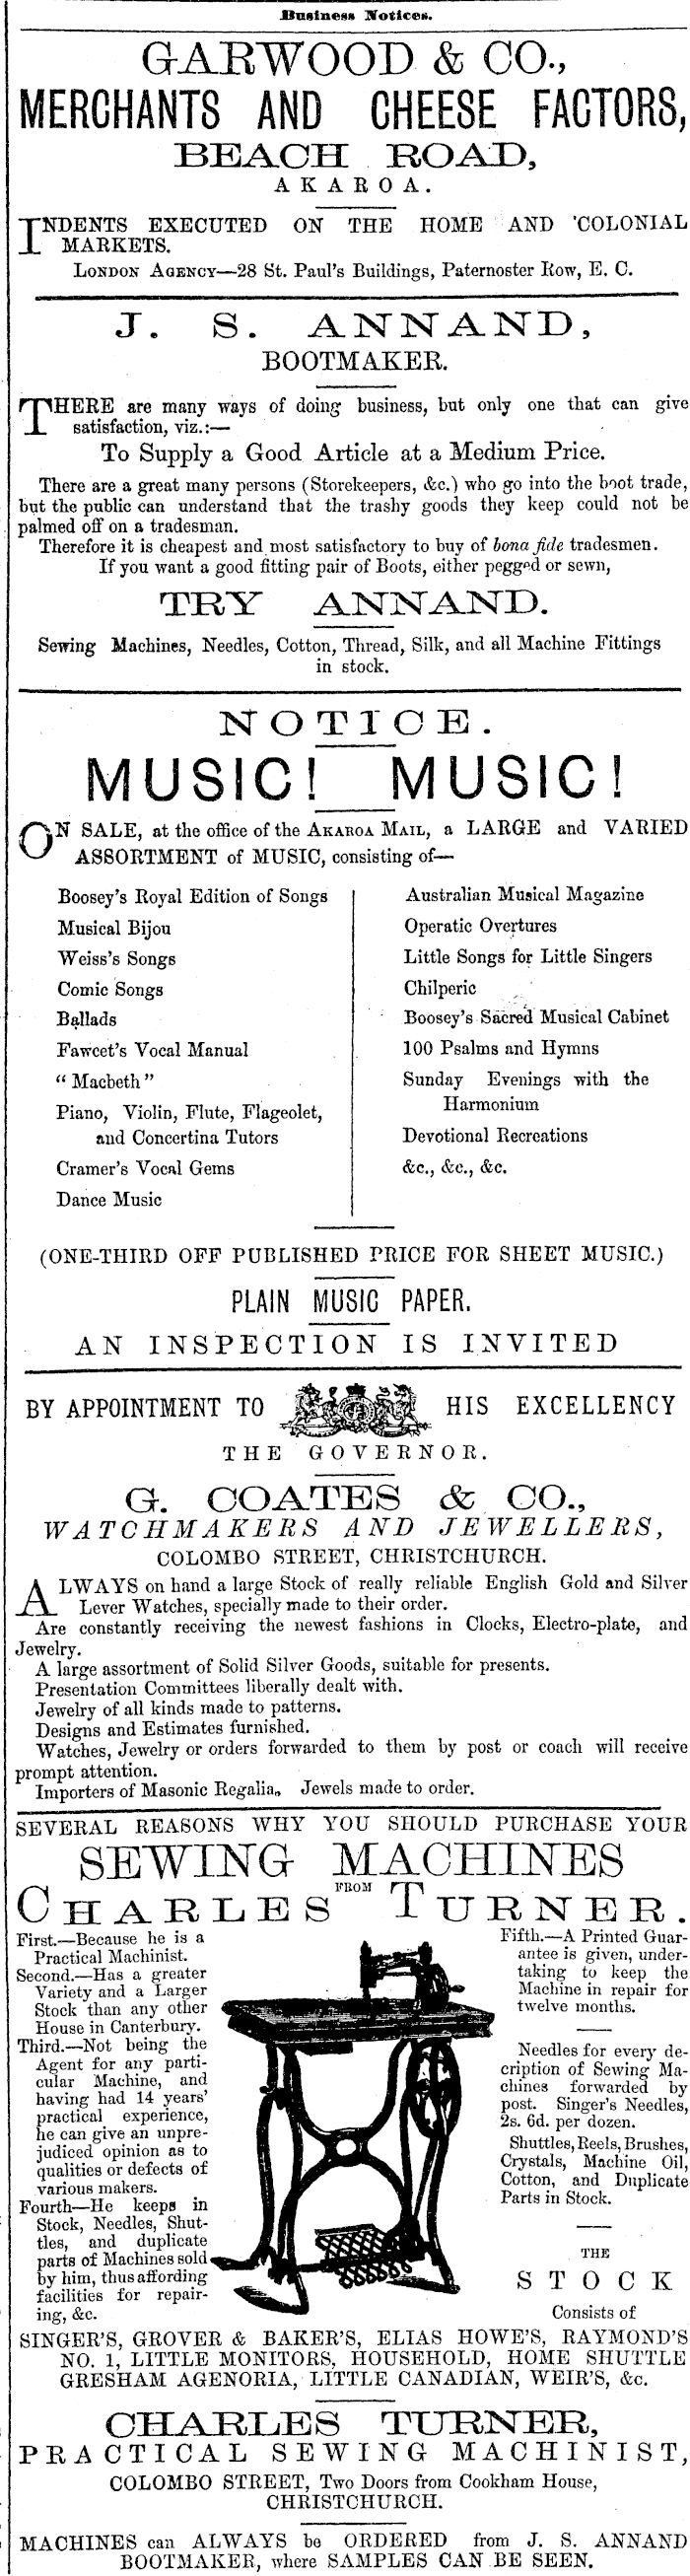 Business Notices.
GARWOOD & CO.,
MERCHANTS AND CHEESE FACTORS,
BEACH ROAD,
AKAROA.
INDENTS EXECUTED ON THE HOME AND 'COLONIAL
MARKETS.
LONDON AGENCY—28 St. Paul's Buildings, Paternoster Row, E. C.
J. S. ANNAND,
BOOTMAKER.
THERE are many ways of doing business, but only one that can give
satisfaction, viz.:—
To Supply a Good Article at a Medium Price.
There are a great many persons (Storekeepers, &c.) who go into the boot trade,
but the public can understand that the trashy goods they keep could not be
palmed off on a tradesman.
Therefore it is cheapest and most satisfactory to buy of bona fide tradesmen.
If you want a good fitting pair of Boots, either pegged or sewn,
TRY ANNAND.
Sewing Machines, Needles, Cotton, Thread, Silk, and all Machine Fittings
in stock.
NOTICE.
MUSIC! MUSIC!
ON SALE, at the office of the AKAROA MAIL, a LARGE and VARIED
ASSORTMENT of MUSIC, consisting of—
Boosey's Royal Edition of Songs
Musical Bijou
Weiss's Songs
Comic Songs
Ballads
Fawcet's Vocal Manual
"Macbeth"
Piano, Violin, Flute, Flageolet,
and Concertina Tutors
Cramer's Vocal Gems
Dance Music
Australian Musical Magazine
Operatic Overtures
Little Songs for Little Singers
Chilperic
Boosey's Sacred Musical Cabinet
100 Psalms and Hymns
Sunday Evenings with the
Harmonium
Devotional Recreations
&c., &c., &c.
(ONE-THIRD OFF PUBLISHED PRICE FOR SHEET MUSIC.)
PLAIN MUSIC PAPER.
AN INSPECTION IS INVITED
BY APPOINTMENT TO HIS EXCELLENCY
THE GOVERNOR.
G. COATES & CO.,
WATCHMAKERS AND JEWELLERS,
COLOMBO STREET, CHRISTCHURCH.
ALWAYS on hand a large Stock of really reliable English Gold and Silver
Lever Watches, specially made to their order.
Are constantly receiving the newest fashions in Clocks, Electro-plate, and
Jewelry.
A large assortment of Solid Silver Goods, suitable for presents.
Presentation Committees liberally dealt with.
Jewelry of all kinds made to patterns.
Designs and Estimates furnished.
Watches, Jewelry or orders forwarded to them by post or coach will receive
prompt attention.
Importers of Masonic Regalia,, Jewels made to order.
SEVERAL REASONS WHY YOU SHOULD PURCHASE YOUR
SEWING MACHINES
FROM
CHARLES TURNER.
First.—Because he is a
Practical Machinist.
Second.—Has a greater
Variety and a Larger
Stock than any other
House in Canterbury.
Third.—Not being the
Agent for any parti-
cular Machine, and
having had 14 years'
practical experience,
he can give an unpre-
judiced opinion as to
qualities or defects of
various makers.
Fourth—He keeps in
Stock, Needles, Shut-
tles, and duplicate
parts of Machines sold
by him, thus affording
facilities for repair-
ing, &c.
Fifth.—A Printed Guar-
antee is given, under-
taking to keep the
Machine in repair for
twelve months.
Needles for every de-
cription of Sewing Ma-
chines forwarded by
post. Singer's Needles,
2s. 6d. per dozen.
Shuttles, Reels, Brushes,
Crystals, Machine Oil,
Cotton, and Duplicate
Parts in Stock.
THE
STOCK
Consists of
SINGER'S, GROVER & BAKER'S, ELIAS HOWE'S, RAYMOND'S
NO. 1, LITTLE MONITORS, HOUSEHOLD, HOME SHUTTLE
GRESHAM AGENORIA, LITTLE CANADIAN, WEIR'S, &c.
CHARLES TURNER,
PRACTICAL SEWING MACHINIST,
COLOMBO STREET, Two Doors from Cookham House,
CHRISTCHURCH.
MACHINES can ALWAYS be ORDERED from J. S. ANNAND
BOOTMAKER, where SAMPLES CAN BE SEEN.